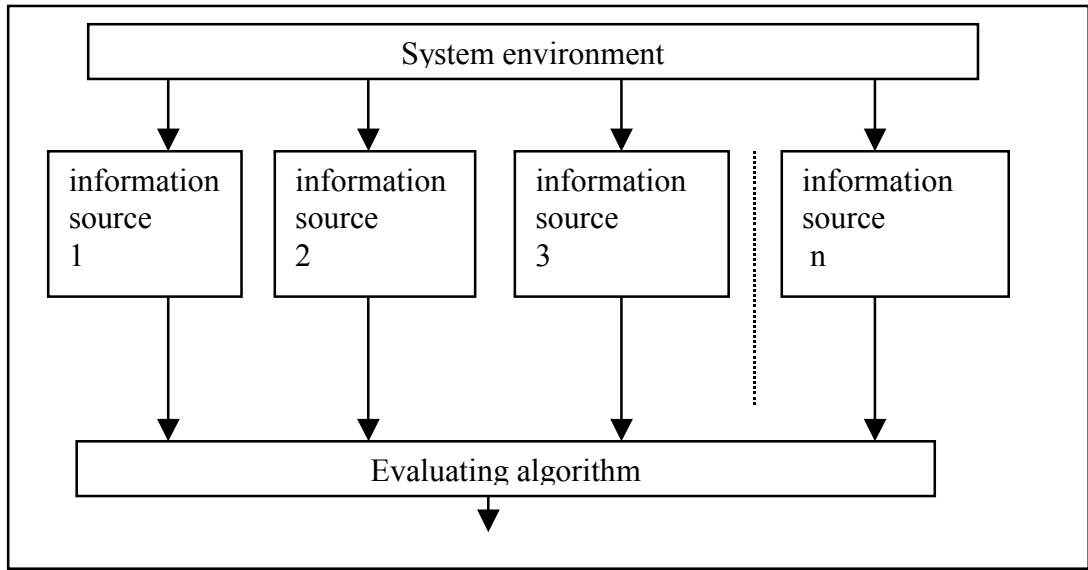 System environment
information
source
1
information
source
2
information
source
3
information
source
n
Evaluating algorithm